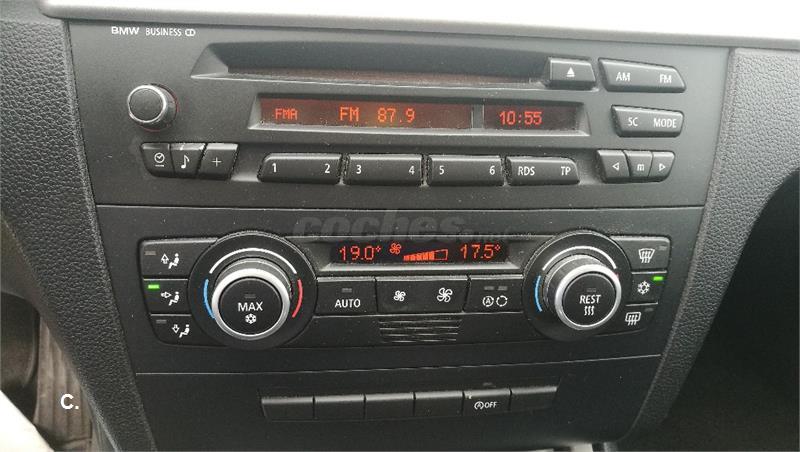 BMW BUSINESS CD
AM FM
FMA FM 87.9 10:55
SC MODE
1 2 3 4 5 6 RDS TP
m
coches
19.0° 17.5°
MAX AUTO A REST
A OFF
C.